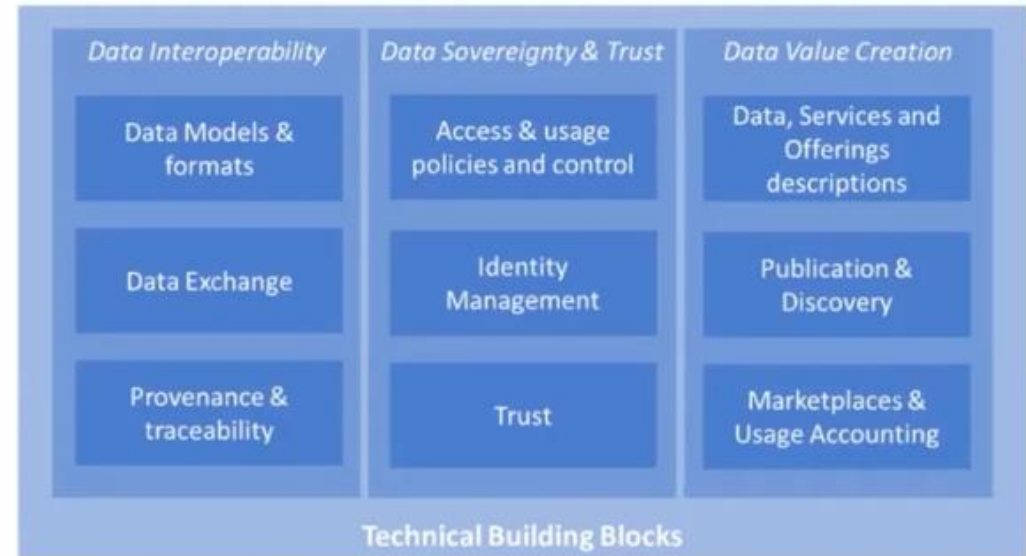 Data Interoperability
Data Models &
formats
Data Exchange
Provenance &
traceability
Data Sovereignty & Trust
Access & usage
policies and control
Identity
Management
Trust
Data Value Creation
Data, Services and
Offerings
descriptions
Publication &
Discovery
Marketplaces &
Usage Accounting
Technical Building Blocks